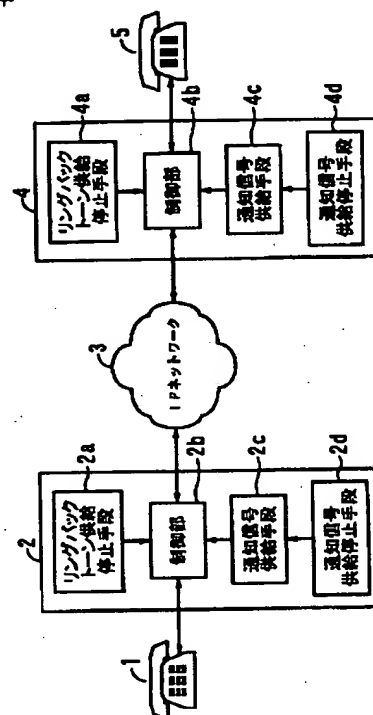 1
2
リングバック
トーン供給
停止手段
2a
制御部
2b
通知信号
供給手段
2c
通知信号
供給停止手段
2d
3
IPネットワーク
4
リングバック
トーン供給
停止手段
4a
制御部
4b
通知信号
供給手段
4c
通知信号
供給停止手段
4d
5